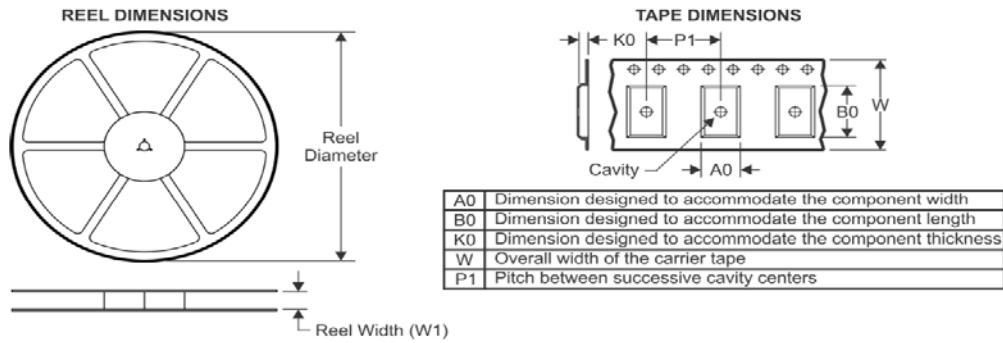 REEL DIMENSIONS
Reel
Diameter
Reel Width (W1)
TAPE DIMENSIONS
K0
P1
B0
W
Cavity
A0
A0 Dimension designed to accommodate the component width
B0 Dimension designed to accommodate the component length
K0 Dimension designed to accommodate the component thickness
W Overall width of the carrier tape
P1 Pitch between successive cavity centers